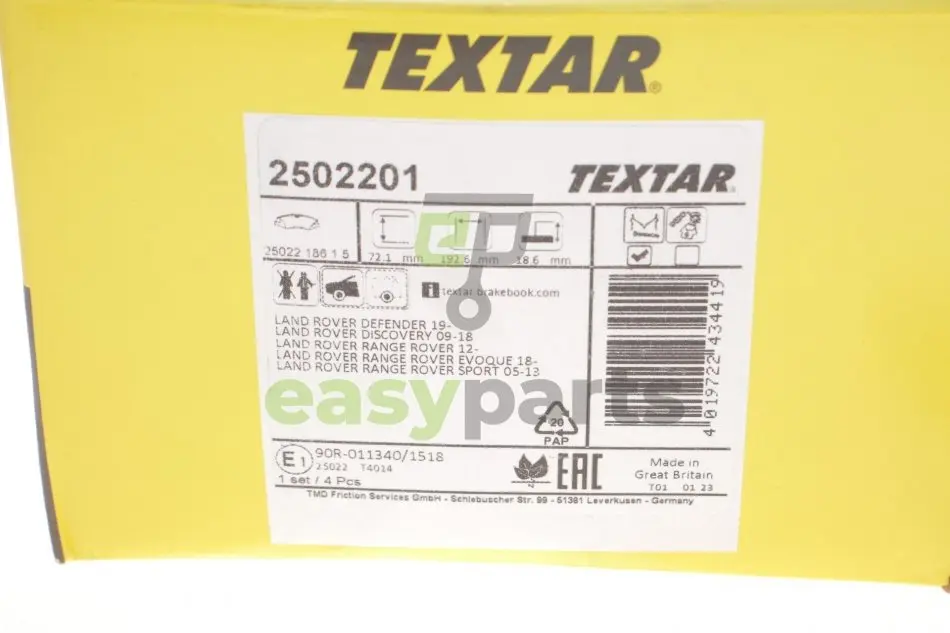 TEXTAR®
2502201
TEXTAR®
25022 186 1 5
72.1 mm
192.6 mm
18.6 mm
i textar brakebook.com
LAND ROVER DEFENDER 19-
LAND ROVER DISCOVERY 09-18
LAND ROVER RANGE ROVER 12-
LAND ROVER RANGE ROVER EVOQUE 18-
LAND ROVER RANGE ROVER SPORT 05-13
easyparts
4 019722 434419
20
PAP
E1
90R-011340/1518
25022 T4014
1 set / 4 Pcs
EAC
Made in
Great Britain
T01 01 23
TMD Friction Services GmbH - Schlebuscher Str. 99 - 51381 Leverkusen - Germany